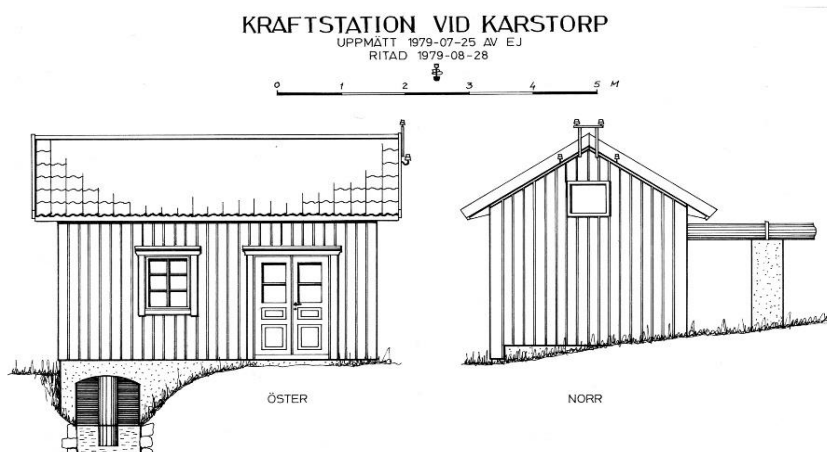 KRAFTSTATION VID KARSTORP
UPPMÄTT 1979-07-25 AV EJ
RITAD 1979-08-28
0 1 2 3 4 5 M
ÖSTER
NORR